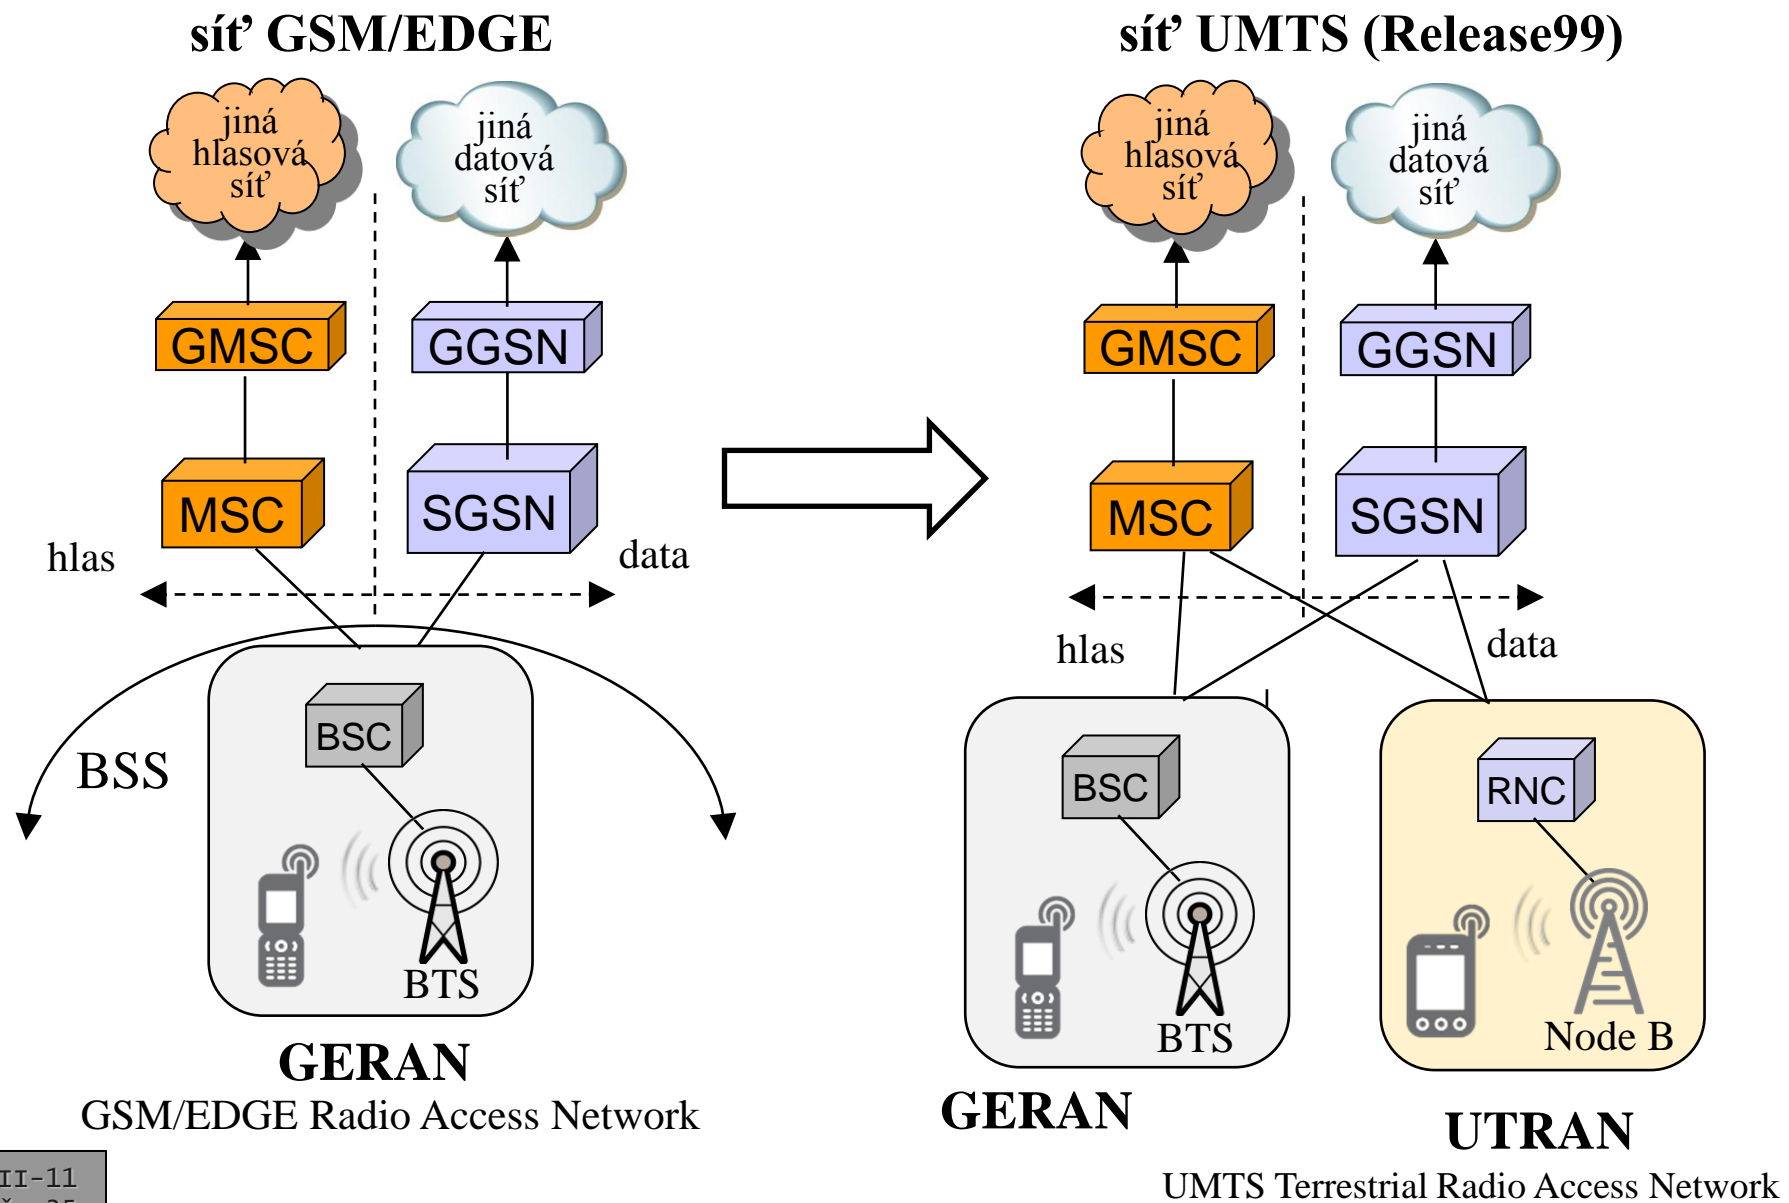 síť GSM/EDGE
jiná
hlasová
síť
jiná
datová
síť
GMSC
GGSN
MSC
SGSN
hlas
data
BSS
BSC
BTS
GERAN
GSM/EDGE Radio Access Network
síť UMTS (Release99)
jiná
hlasová
síť
jiná
datová
síť
GMSC
GGSN
MSC
SGSN
hlas
data
BSC
BTS
RNC
Node B
GERAN
UTRAN
UMTS Terrestrial Radio Access Network
II-11